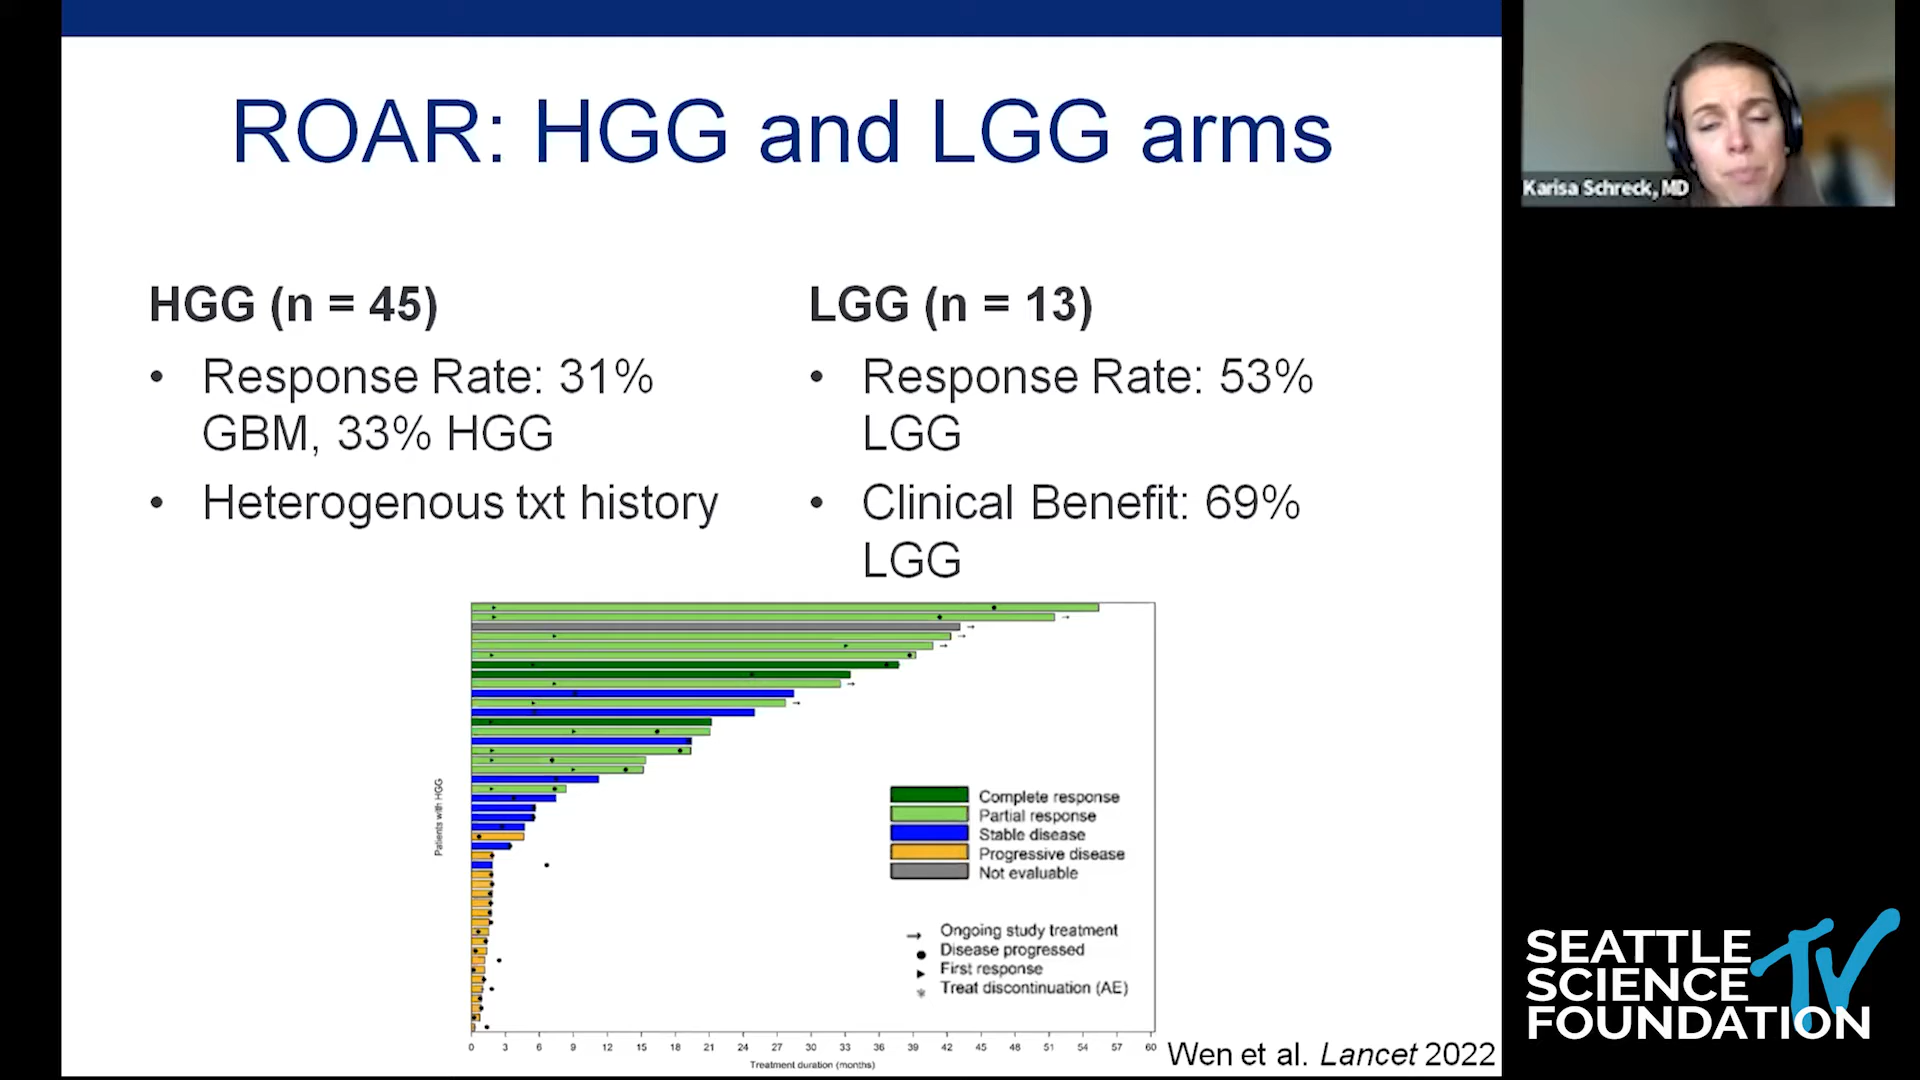 ROAR: HGG and LGG arms
HGG (n = 45)
• Response Rate: 31%
GBM, 33% HGG
• Heterogenous txt history
LGG (n = 13)
• Response Rate: 53%
LGG
• Clinical Benefit: 69%
LGG
Patients with HGG
Complete response
Partial response
Stable disease
Progressive disease
Not evaluable
Ongoing study treatment
Disease progressed
First response
Treat discontinuation (AE)
0 3 6 9 12 15 18 21 24 27 30 33 36 39 42 45 48 51 54 57 60
Treatment duration (months)
Wen et al. Lancet 2022
Karisa Schreck, MD
SEATTLE
SCIENCE
FOUNDATION
TV